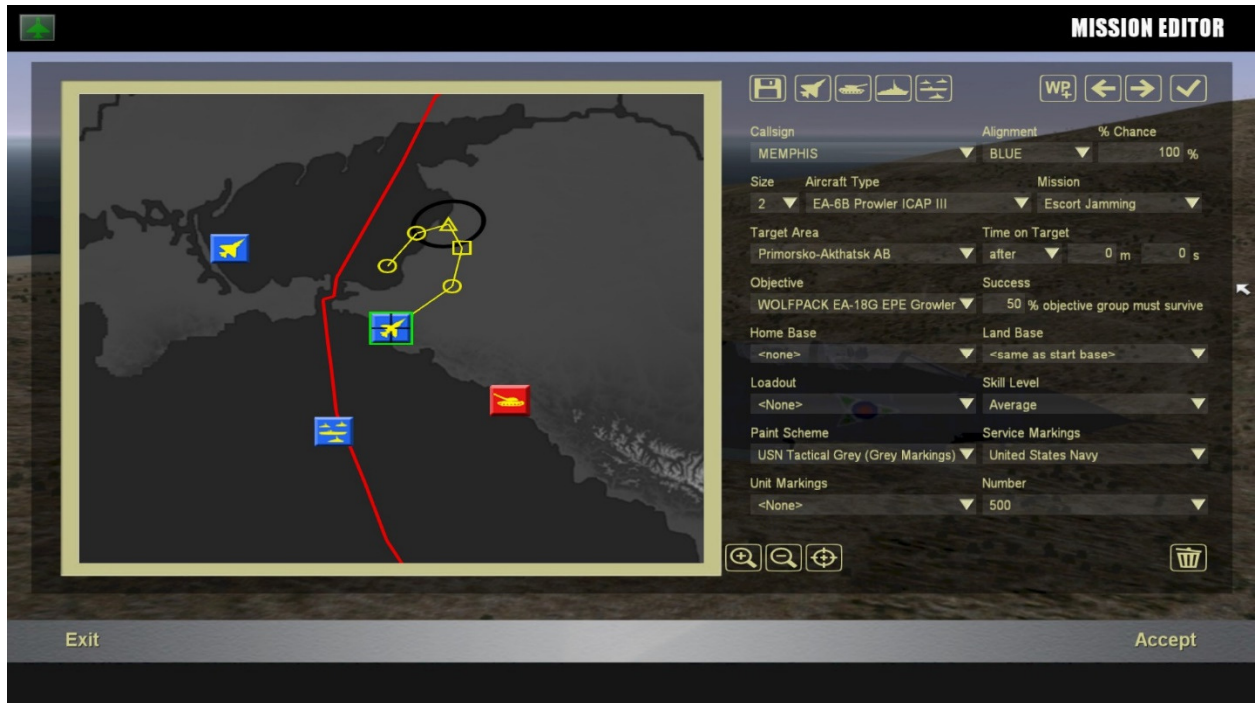 MISSION EDITOR
WP+
Callsign Alignment % Chance
MEMPHIS BLUE 100 %
Size Aircraft Type Mission
2 EA-6B Prowler ICAP III Escort Jamming
Target Area Time on Target
Primorsko-Akthatsk AB after 0 m 0 s
Objective Success
WOLFPACK EA-18G EPE Growler 50 % objective group must survive
Home Base Land Base
<none> <same as start base>
Loadout Skill Level
<None> Average
Paint Scheme Service Markings
USN Tactical Grey (Grey Markings) United States Navy
Unit Markings Number
<None> 500
Exit Accept